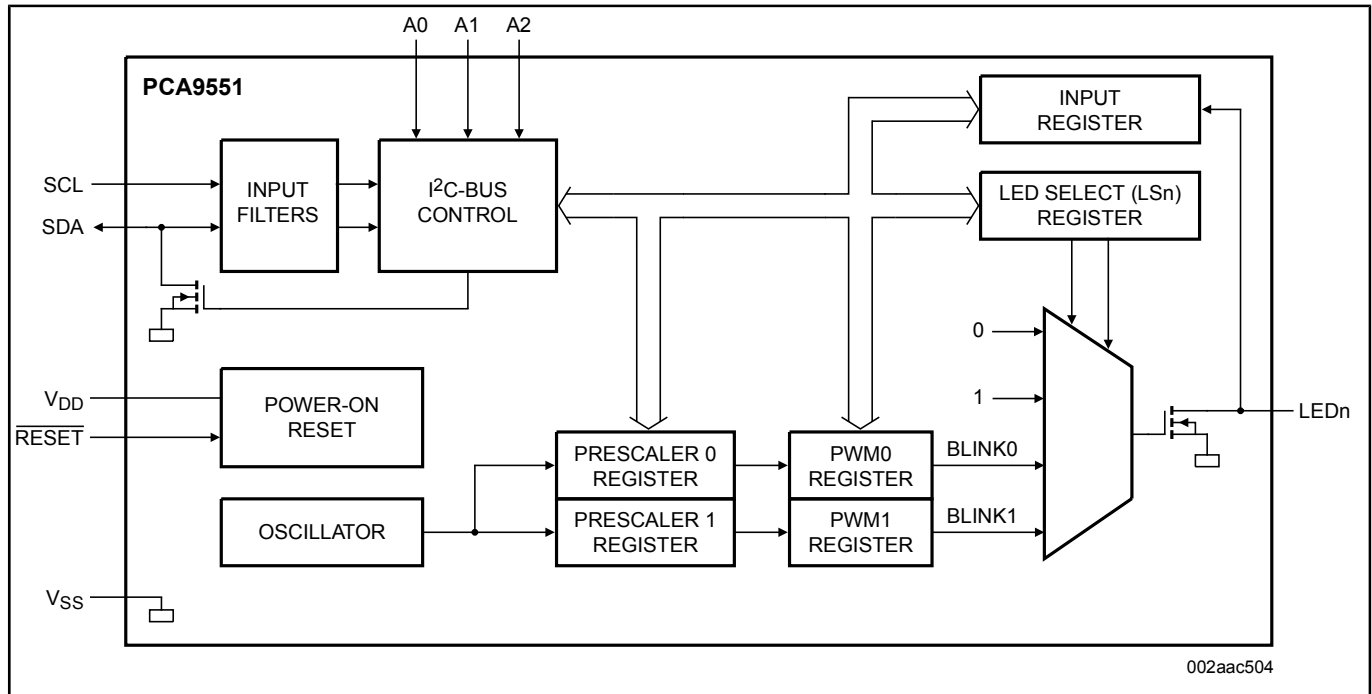 A0
A1
A2
PCA9551
SCL
SDA
INPUT
FILTERS
I²C-BUS
CONTROL
INPUT
REGISTER
LED SELECT (LSn)
REGISTER
VDD
RESET
POWER-ON
RESET
OSCILLATOR
PRESCALER 0
REGISTER
PRESCALER 1
REGISTER
PWM0
REGISTER
PWM1
REGISTER
BLINK0
BLINK1
0
1
LEDn
VSS
002aac504